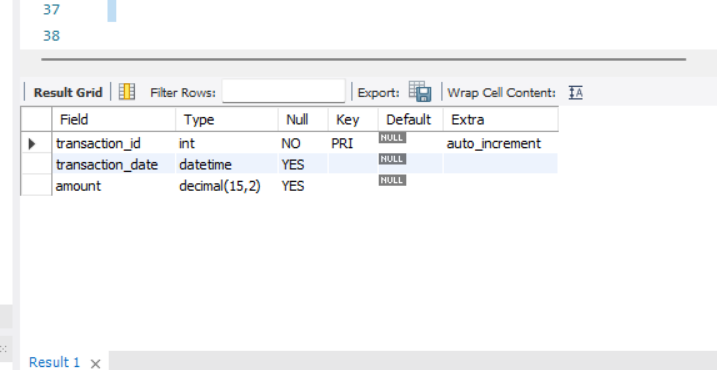 37
38
Result Grid Filter Rows: Export: Wrap Cell Content: IA
Field Type Null Key Default Extra
transaction_id int NO PRI NULL auto_increment
transaction_date datetime YES NULL
amount decimal(15,2) YES NULL
Result 1 ×